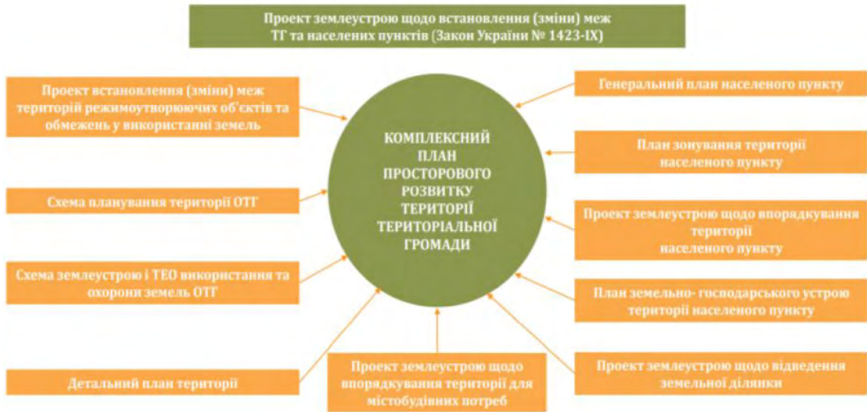 Проект землеустрою щодо встановлення (зміни) меж
ТГ та населених пунктів (Закон України № 1423-IX)
Проект встановлення (зміни) меж
територій режимоутворюючих об'єктів та
обмежень у використанні земель
Схема планування території ОТГ
Схема землеустрою і ТЕО використання та
охорони земель ОТГ
Детальний план території
КОМПЛЕКСНИЙ
ПЛАН
ПРОСТОРОВОГО
РОЗВИТКУ
ТЕРИТОРІЇ
ТЕРИТОРІАЛЬНОЇ
ГРОМАДИ
Проект землеустрою щодо
впорядкування території для
містобудівних потреб
Генеральний план населеного пункту
План зонування території
населеного пункту
Проект землеустрою щодо впорядкування
території
населеного пункту
План земельно- господарського устрою
території населеного пункту
Проект землеустрою щодо відведення
земельної ділянки